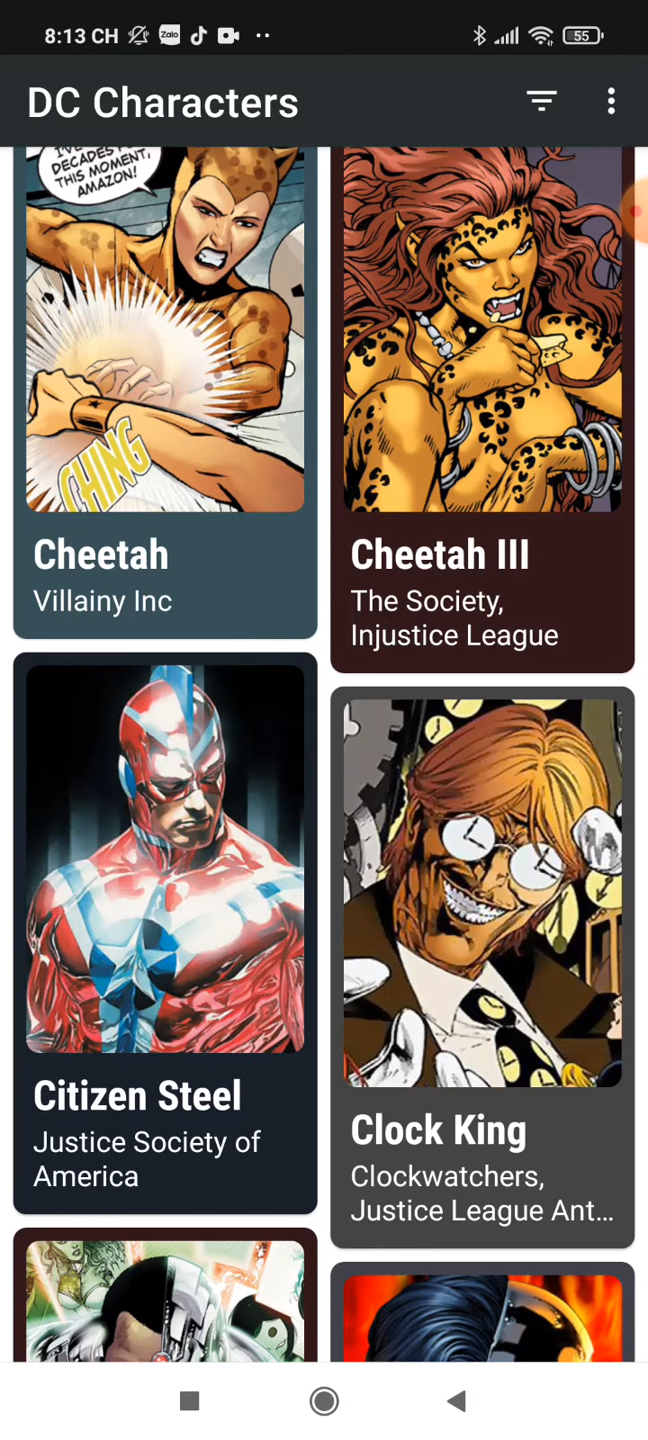 8:13 CH
Zalo
55
DC Characters
DECADES
THIS MOMENT,
AMAZON!
CHING
Cheetah
Villainy Inc
Cheetah III
The Society,
Injustice League
Citizen Steel
Justice Society of
America
Clock King
Clockwatchers,
Justice League Ant...